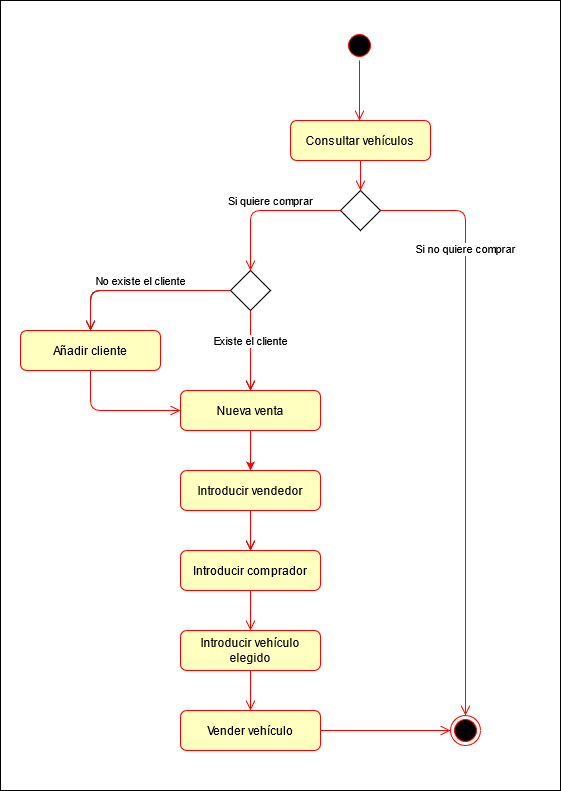 Consultar vehículos
Si quiere comprar
Si no quiere comprar
No existe el cliente
Existe el cliente
Añadir cliente
Nueva venta
Introducir vendedor
Introducir comprador
Introducir vehículo
elegido
Vender vehículo